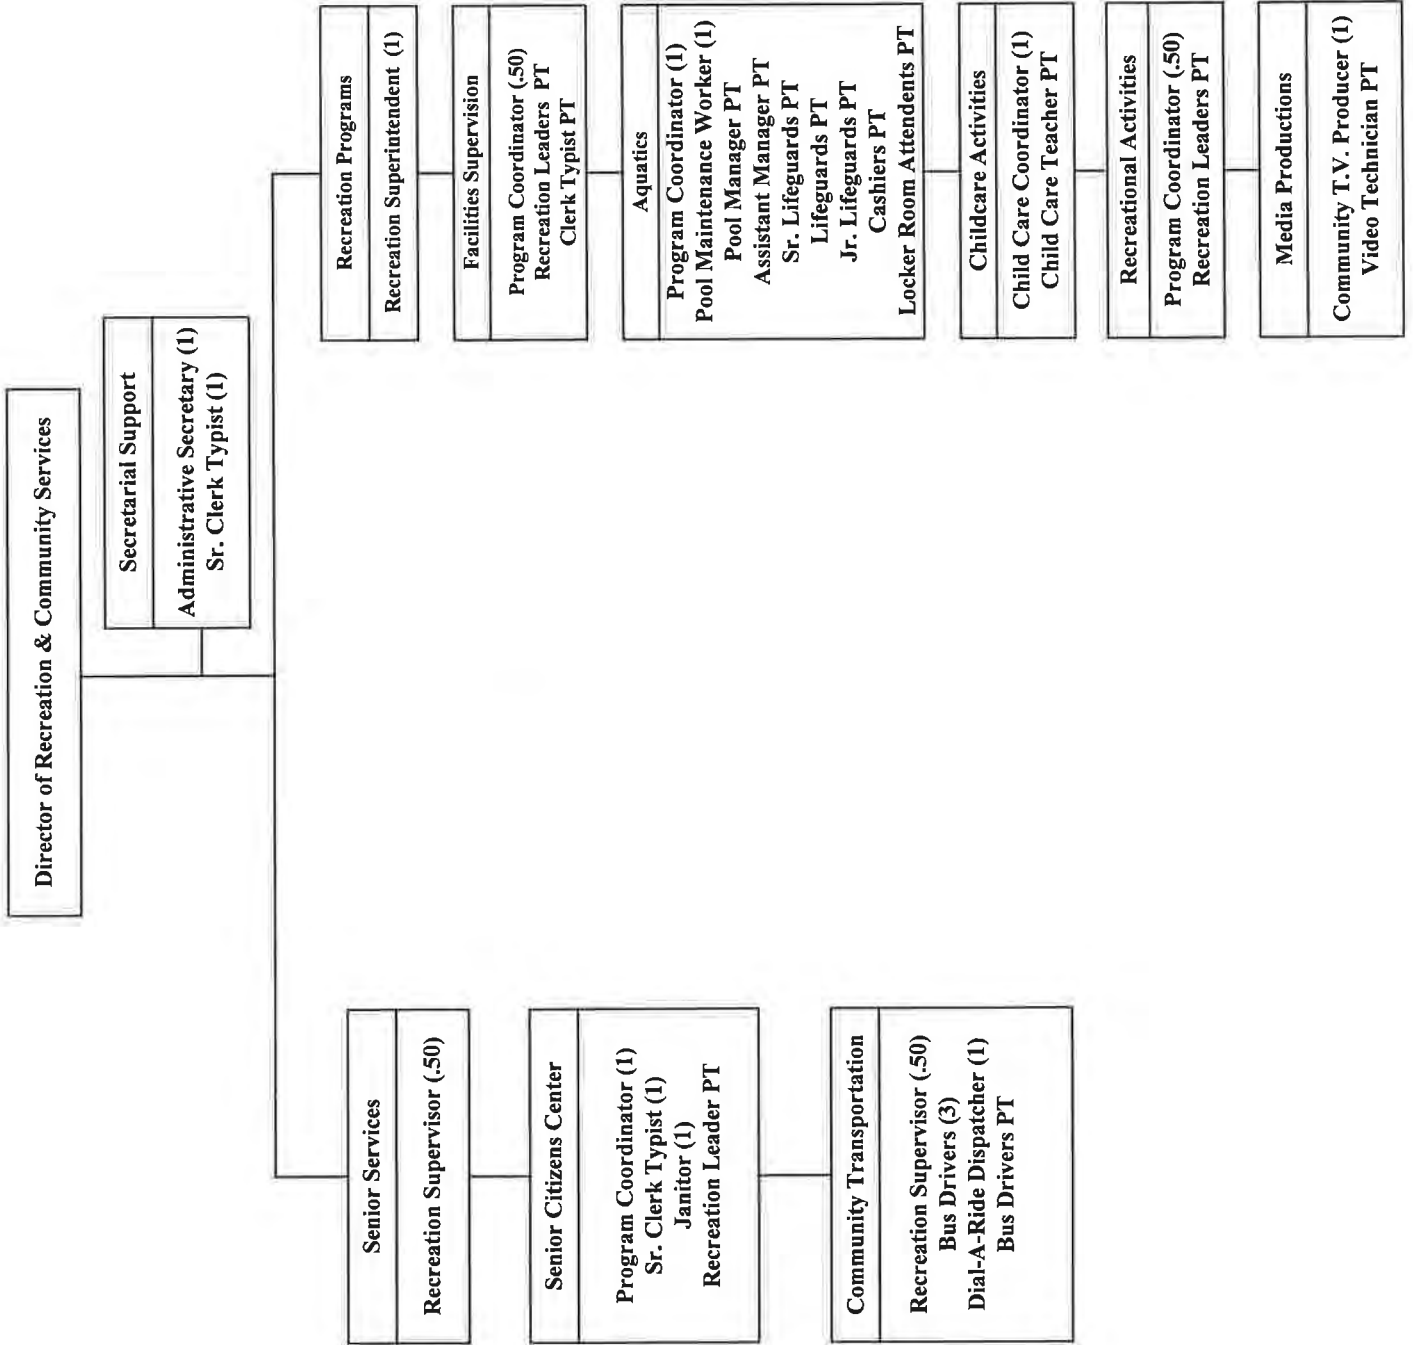 Director of Recreation & Community Services
Secretarial Support
Administrative Secretary (1)
Sr. Clerk Typist (1)
Senior Services
Recreation Supervisor (.50)
Senior Citizens Center
Program Coordinator (1)
Sr. Clerk Typist (1)
Janitor (1)
Recreation Leader PT
Community Transportation
Recreation Supervisor (.50)
Bus Drivers (3)
Dial-A-Ride Dispatcher (1)
Bus Drivers PT
Recreation Programs
Recreation Superintendent (1)
Facilities Supervision
Program Coordinator (.50)
Recreation Leaders PT
Clerk Typist PT
Aquatics
Program Coordinator (1)
Pool Maintenance Worker (1)
Pool Manager PT
Assistant Manager PT
Sr. Lifeguards PT
Lifeguards PT
Jr. Lifeguards PT
Cashiers PT
Locker Room Attendents PT
Childcare Activities
Child Care Coordinator (1)
Child Care Teacher PT
Recreational Activities
Program Coordinator (.50)
Recreation Leaders PT
Media Productions
Community T.V. Producer (1)
Video Technician PT